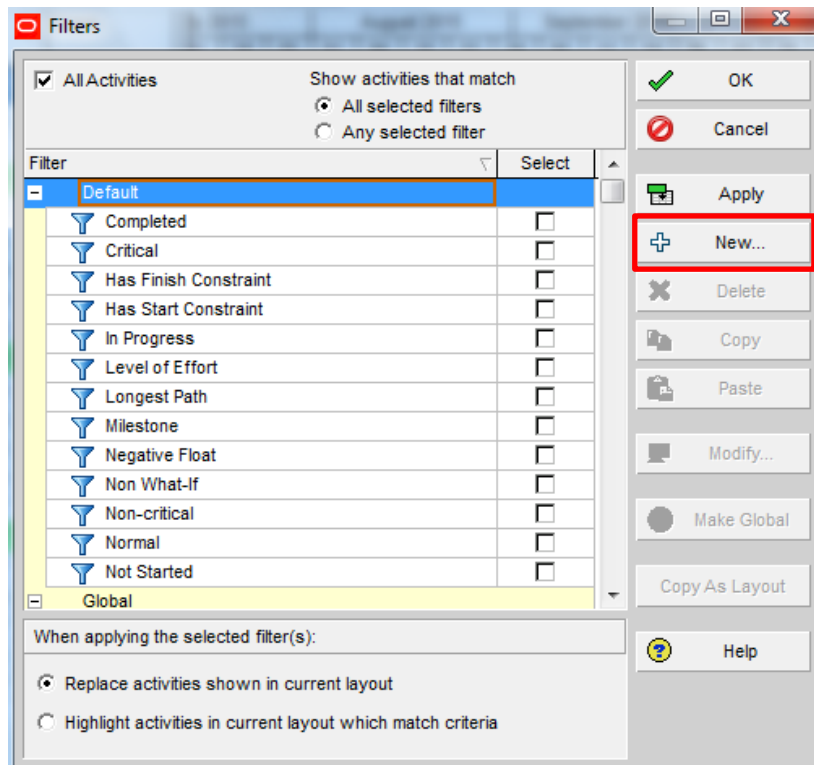 Filters
All Activities
Show activities that match
All selected filters
Any selected filter
Filter Select
Default
Completed
Critical
Has Finish Constraint
Has Start Constraint
In Progress
Level of Effort
Longest Path
Milestone
Negative Float
Non What-If
Non-critical
Normal
Not Started
Global
When applying the selected filter(s):
Replace activities shown in current layout
Highlight activities in current layout which match criteria
OK
Cancel
Apply
New...
Delete
Copy
Paste
Modify...
Make Global
Copy As Layout
Help